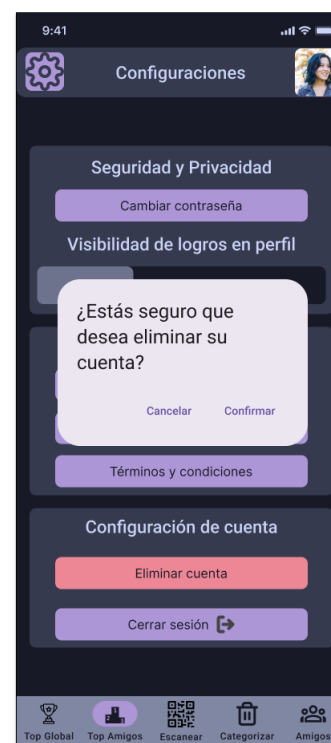 9:41
Configuraciones
Seguridad y Privacidad
Cambiar contraseña
Visibilidad de logros en perfil
¿Estás seguro que
desea eliminar su
cuenta?
Cancelar Confirmar
Términos y condiciones
Configuración de cuenta
Eliminar cuenta
Cerrar sesión
Top Global Top Amigos Escanear Categorizar Amigos